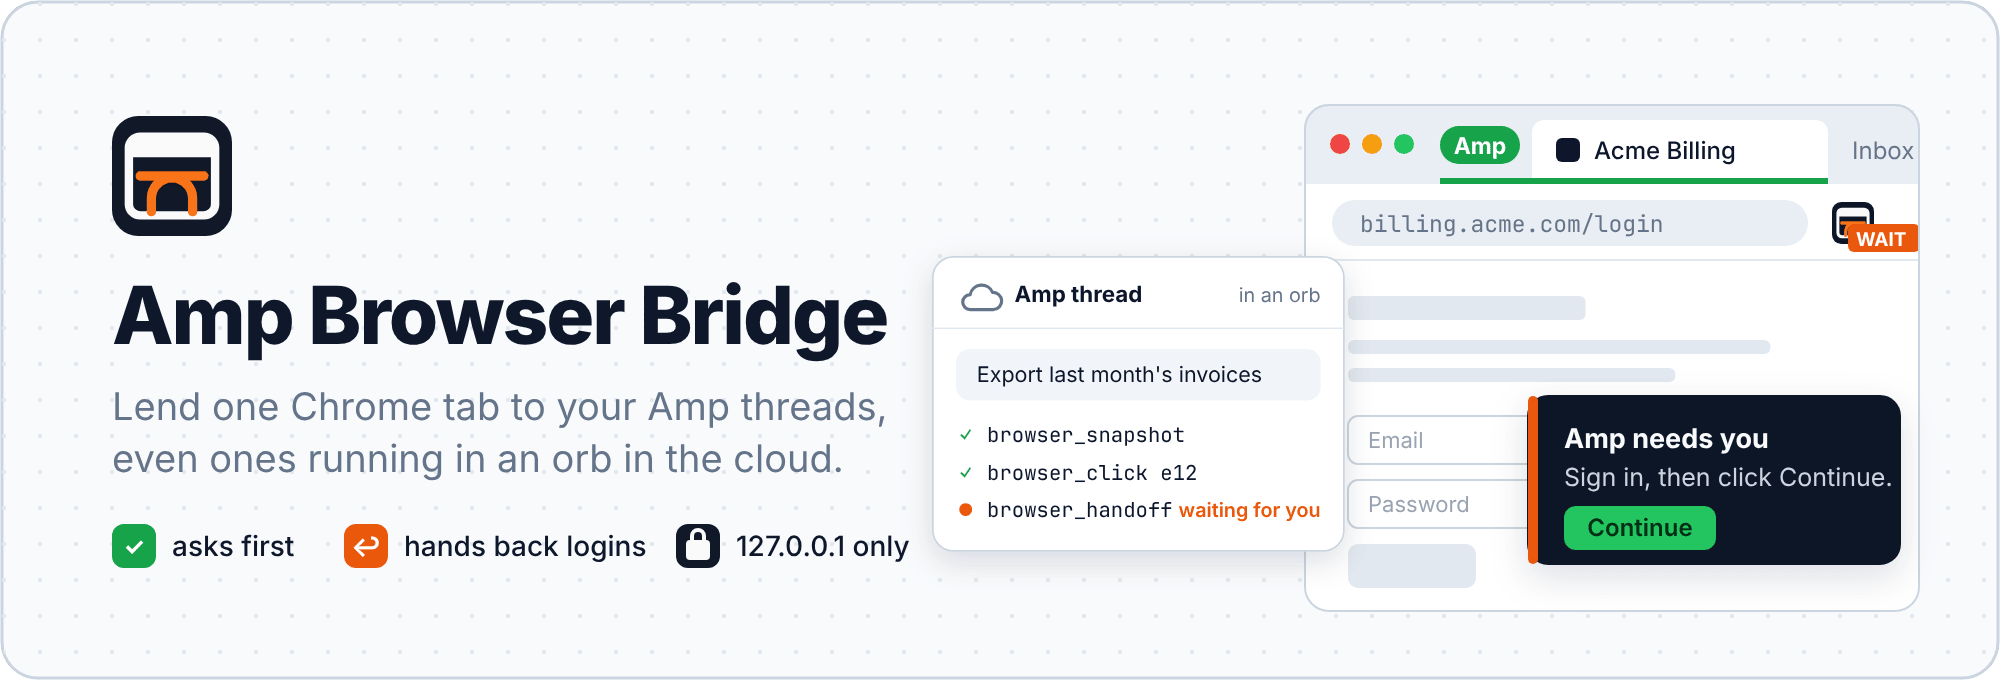 Amp Browser Bridge
Lend one Chrome tab to your Amp threads,
even ones running in an orb in the cloud.
asks first
hands back logins
127.0.0.1 only
Amp thread
in an orb
Export last month's invoices
browser_snapshot
browser_click e12
browser_handoff waiting for you
Amp
Acme Billing
Inbox
billing.acme.com/login
WAIT
Email
Password
Amp needs you
Sign in, then click Continue.
Continue